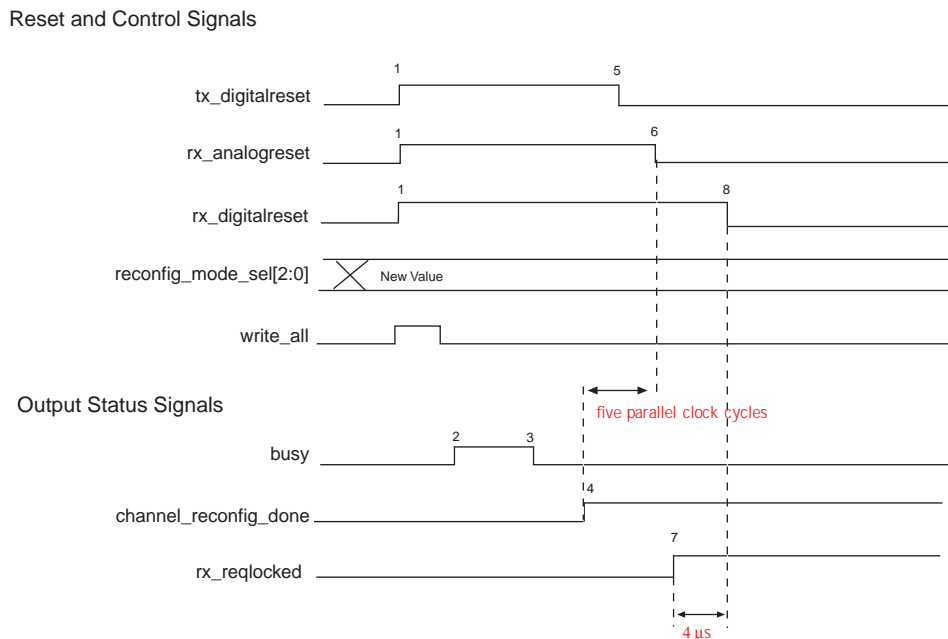 Reset and Control Signals
1
5
tx_digitalreset
1
6
rx_analogreset
1
8
rx_digitalreset
reconfig_mode_sel[2:0]
New Value
write_all
Output Status Signals
five parallel clock cycles
2
3
busy
4
channel_reconfig_done
7
rx_reqlocked
4 µs